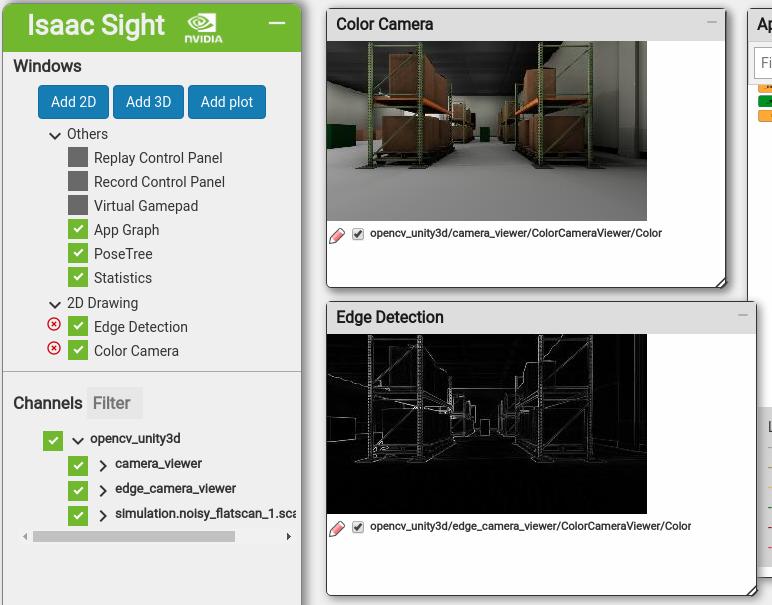 Isaac Sight
NVIDIA
Windows
Add 2D
Add 3D
Add plot
Others
Replay Control Panel
Record Control Panel
Virtual Gamepad
App Graph
PoseTree
Statistics
2D Drawing
Edge Detection
Color Camera
Channels
Filter
opencv_unity3d
camera_viewer
edge_camera_viewer
simulation.noisy_flatscan_1.sca
Color Camera
opencv_unity3d/camera_viewer/ColorCameraViewer/Color
Edge Detection
opencv_unity3d/edge_camera_viewer/ColorCameraViewer/Color
Ap
Fi